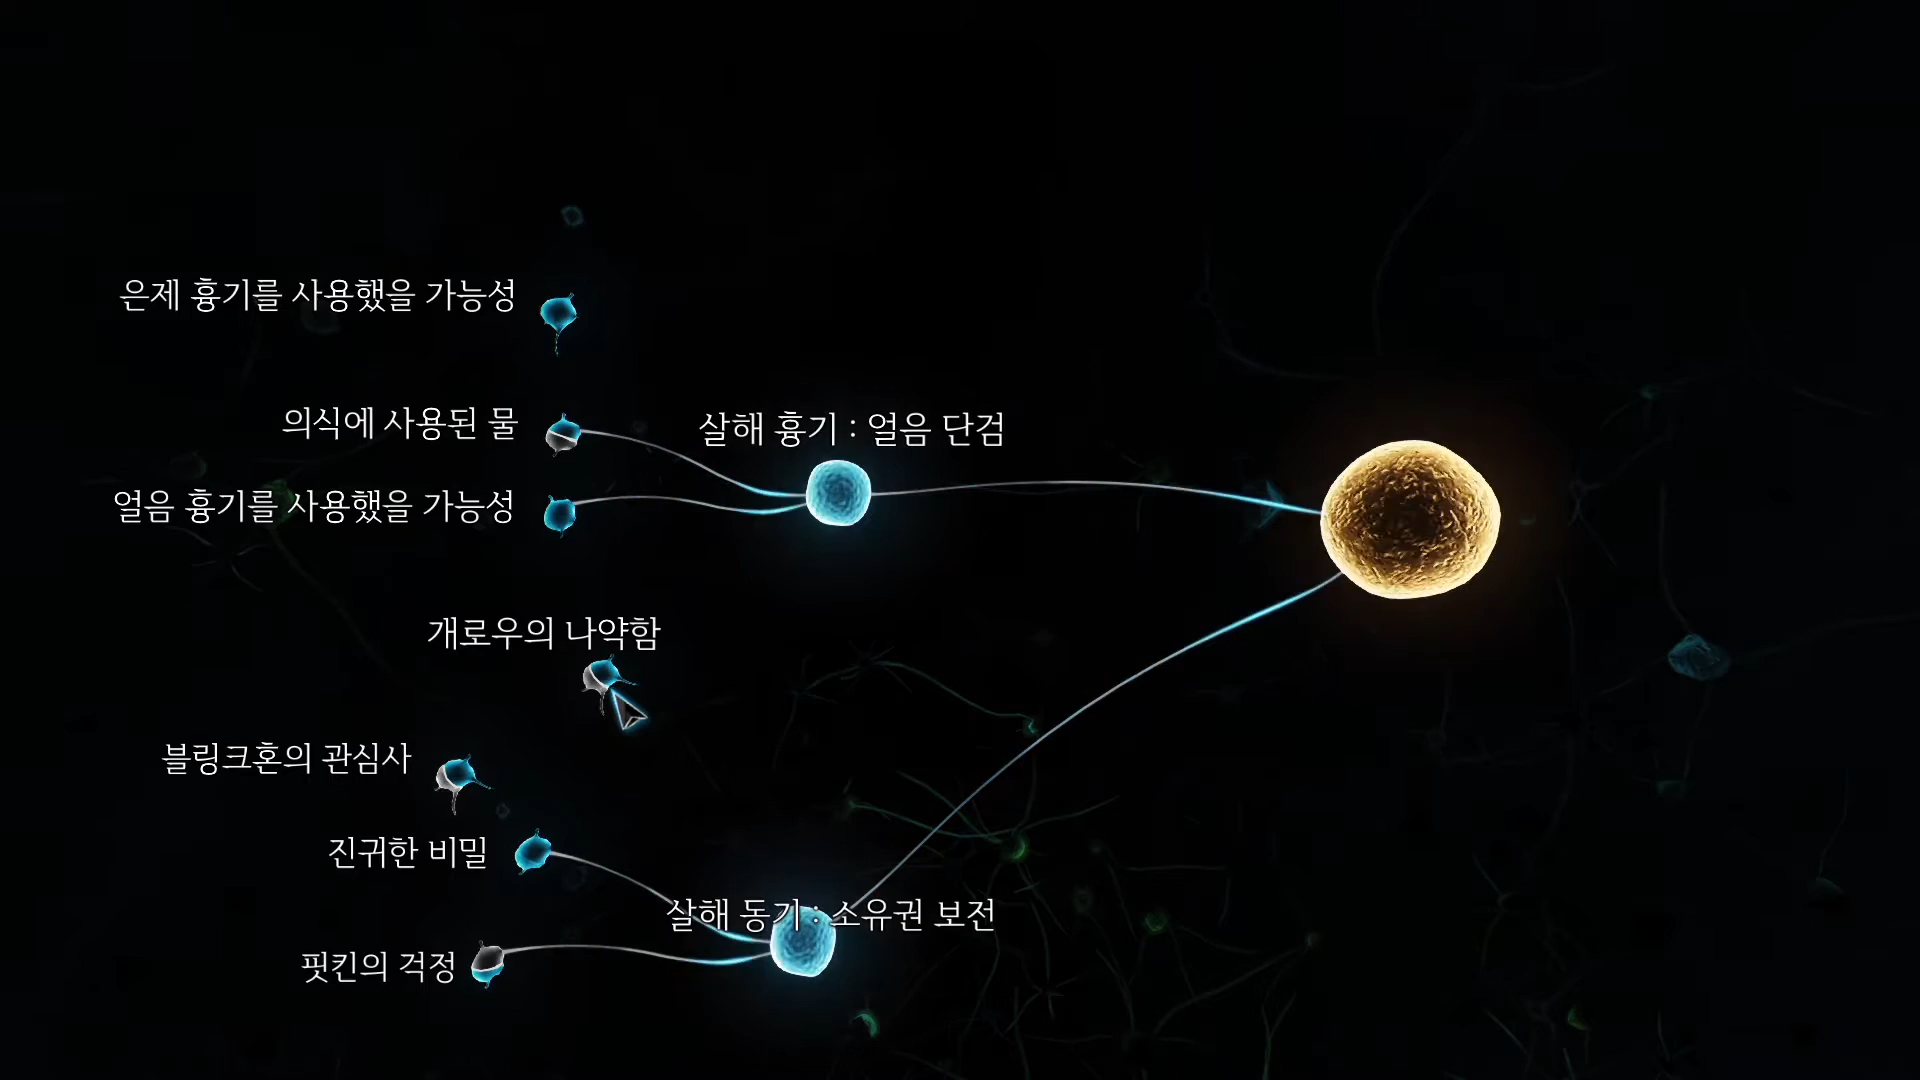 은제 흉기를 사용했을 가능성
의식에 사용된 물
살해 흉기 : 얼음 단검
얼음 흉기를 사용했을 가능성
개로우의 나약함
블링크혼의 관심사
진귀한 비밀
살해 동기 : 소유권 보전
핏킨의 걱정